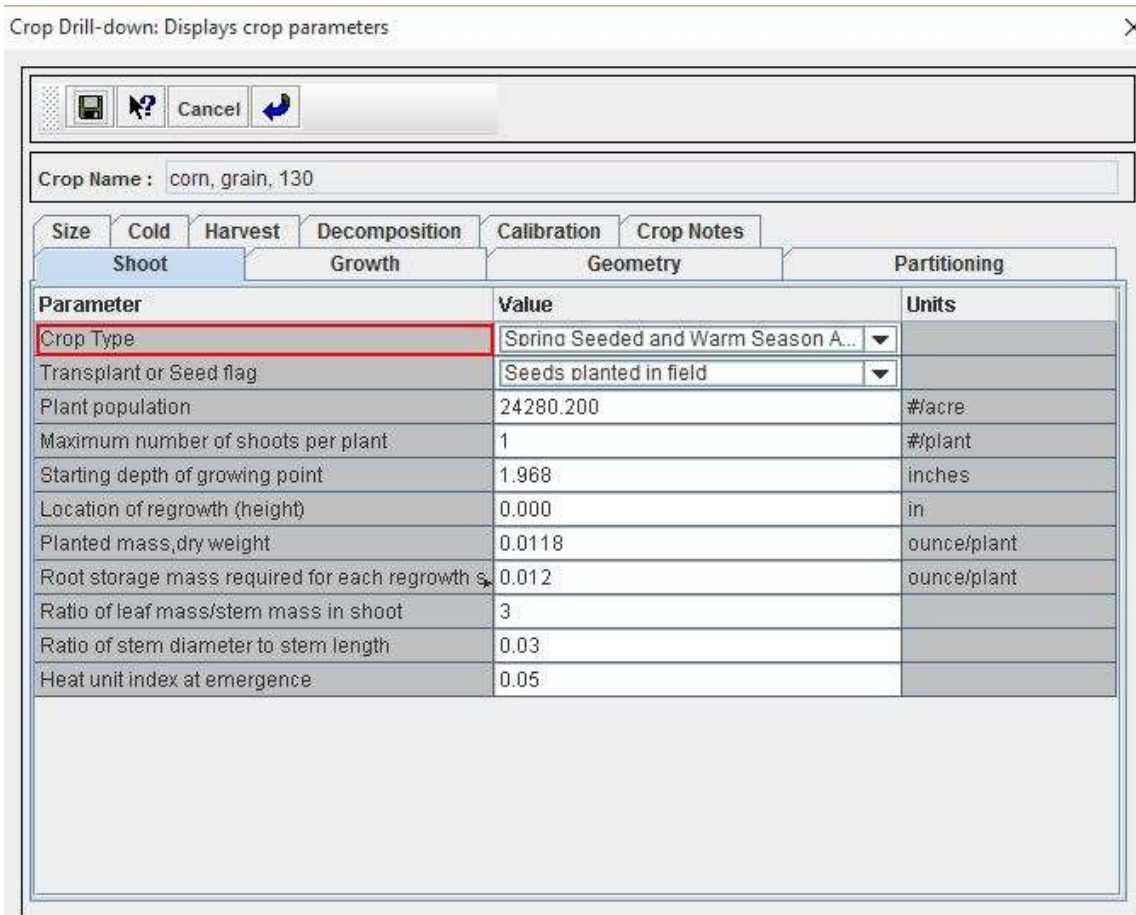 Crop Drill-down: Displays crop parameters
Cancel
Crop Name : corn, grain, 130
Size Cold Harvest Decomposition Calibration Crop Notes
Shoot Growth Geometry Partitioning
Parameter Value Units
Crop Type Spring Seeded and Warm Season A...
Transplant or Seed flag Seeds planted in field
Plant population 24280.200 #/acre
Maximum number of shoots per plant 1 #/plant
Starting depth of growing point 1.968 inches
Location of regrowth (height) 0.000 in
Planted mass,dry weight 0.0118 ounce/plant
Root storage mass required for each regrowth s 0.012 ounce/plant
Ratio of leaf mass/stem mass in shoot 3
Ratio of stem diameter to stem length 0.03
Heat unit index at emergence 0.05